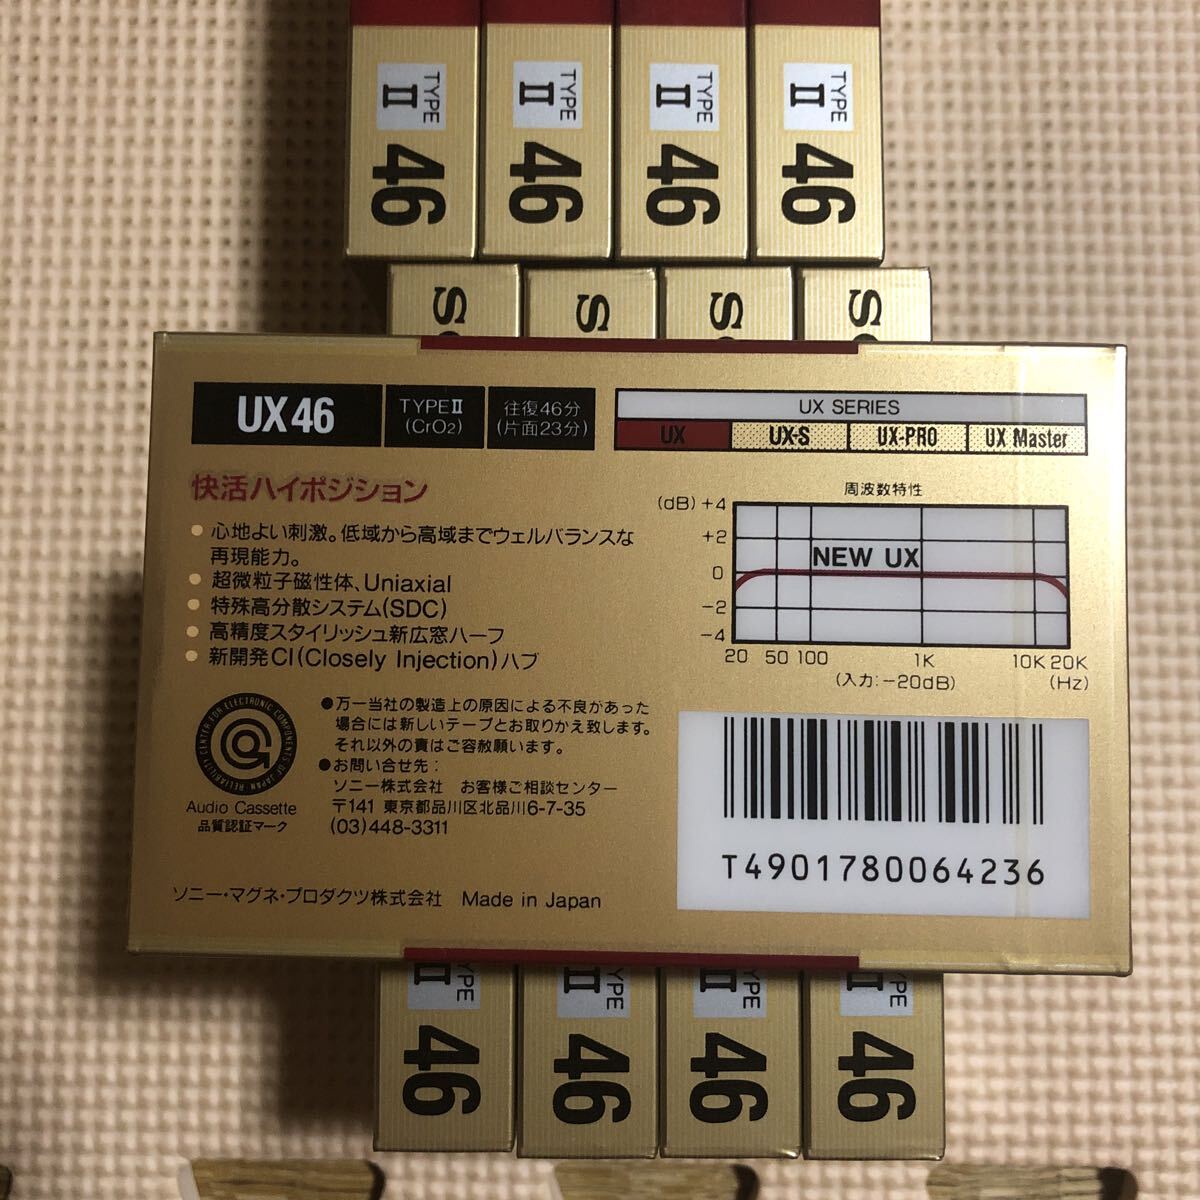 TYPE II 46
TYPE II 46
TYPE II 46
TYPE II 46
So
S
S
So
UX46
TYPE II
(CrO2)
往復46分
(片面23分)
UX SERIES
UX
UX-S
UX-PRO
UX Master
快活ハイポジション
● 心地よい刺激。低域から高域までウェルバランスな
再現能力。
● 超微粒子磁性体、Uniaxial
● 特殊高分散システム(SDC)
● 高精度スタイリッシュ新広窓ハーフ
● 新開発CI(Closely Injection)ハブ
周波数特性
(dB) +4
+2
0
-2
-4
NEW UX
20 50 100 1K 10K 20K
(入力:-20dB) (Hz)
RELIABILITY CENTER FOR ELECTRONIC COMPONENTS OF JAPAN
Audio Cassette
品質認証マーク
●万一当社の製造上の原因による不良があった
場合には新しいテープとお取りかえ致します。
それ以外の責はご容赦願います。
●お問い合せ先:
ソニー株式会社 お客様ご相談センター
〒141 東京都品川区北品川6-7-35
(03)448-3311
ソニー・マグネ・プロダクツ株式会社 Made in Japan
T4901780064236
TYPE II 46
TYPE II 46
TYPE II 46
TYPE II 46